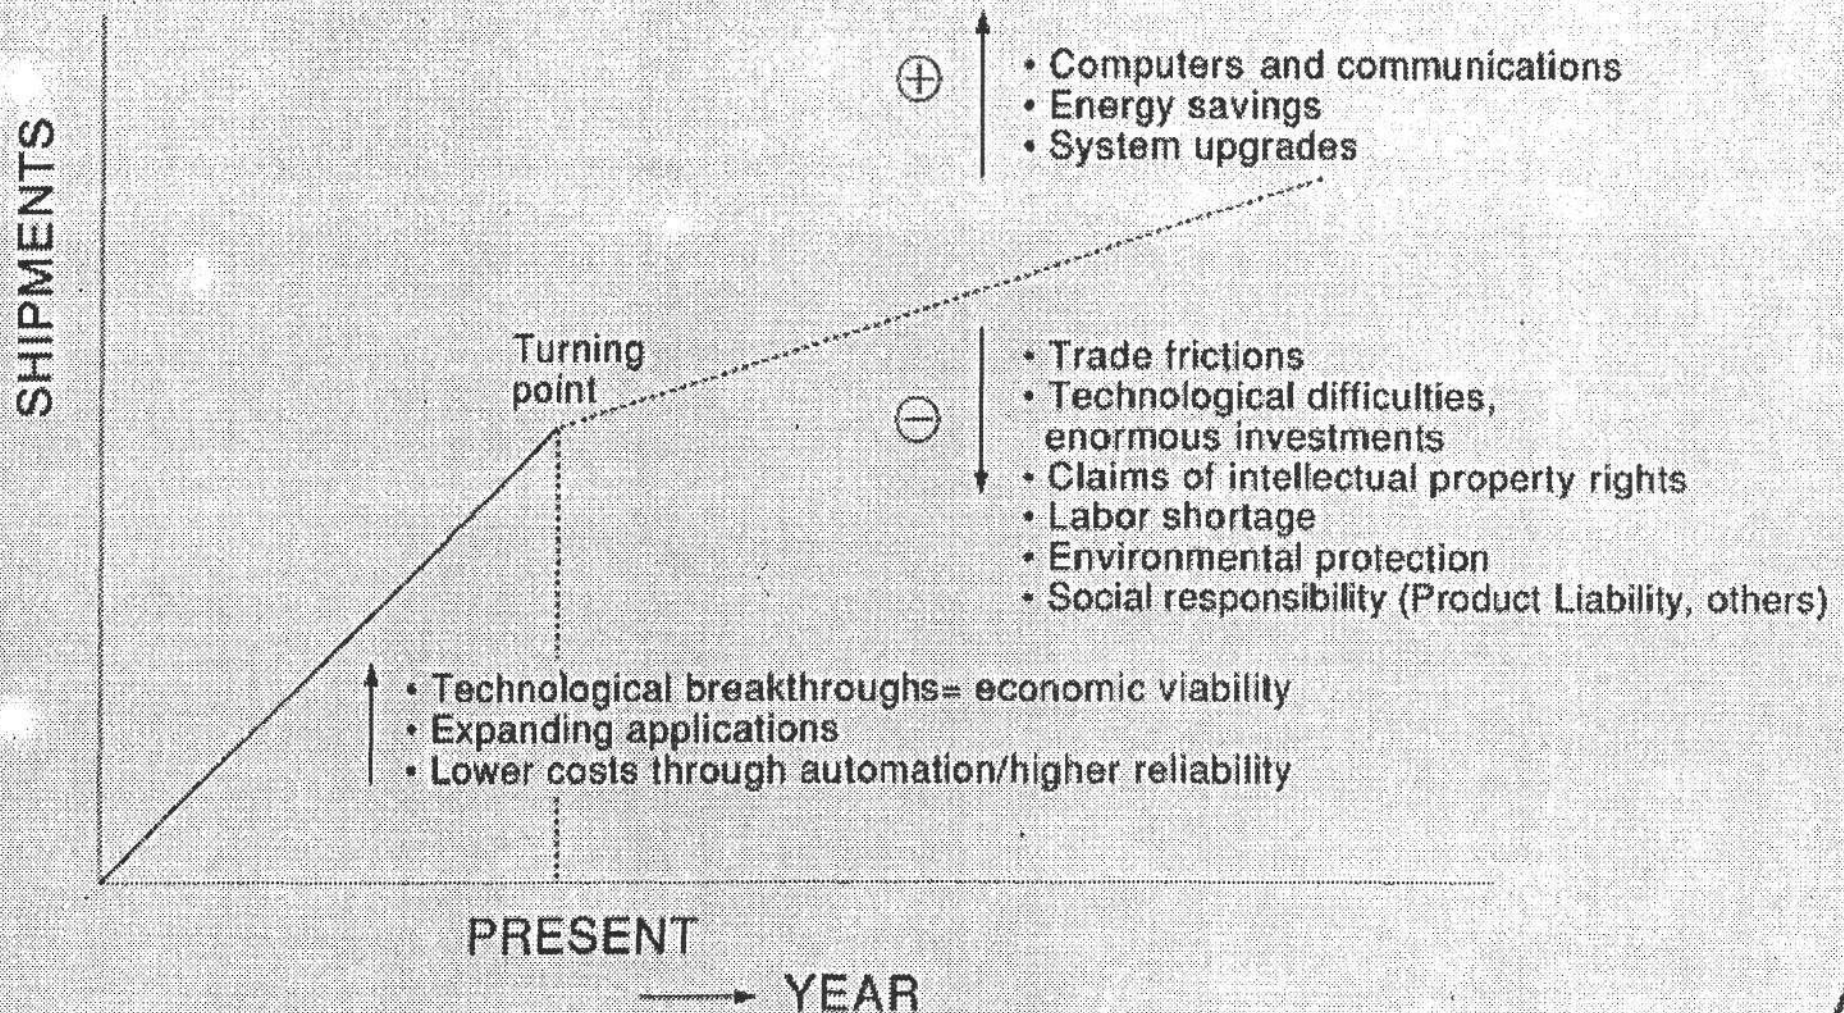 SHIPMENTS
⊕
• Computers and communications
• Energy savings
• System upgrades
Turning
point
⊖
• Trade frictions
• Technological difficulties,
enormous investments
• Claims of intellectual property rights
• Labor shortage
• Environmental protection
• Social responsibility (Product Liability, others)
• Technological breakthroughs= economic viability
• Expanding applications
• Lower costs through automation/higher reliability
PRESENT
YEAR